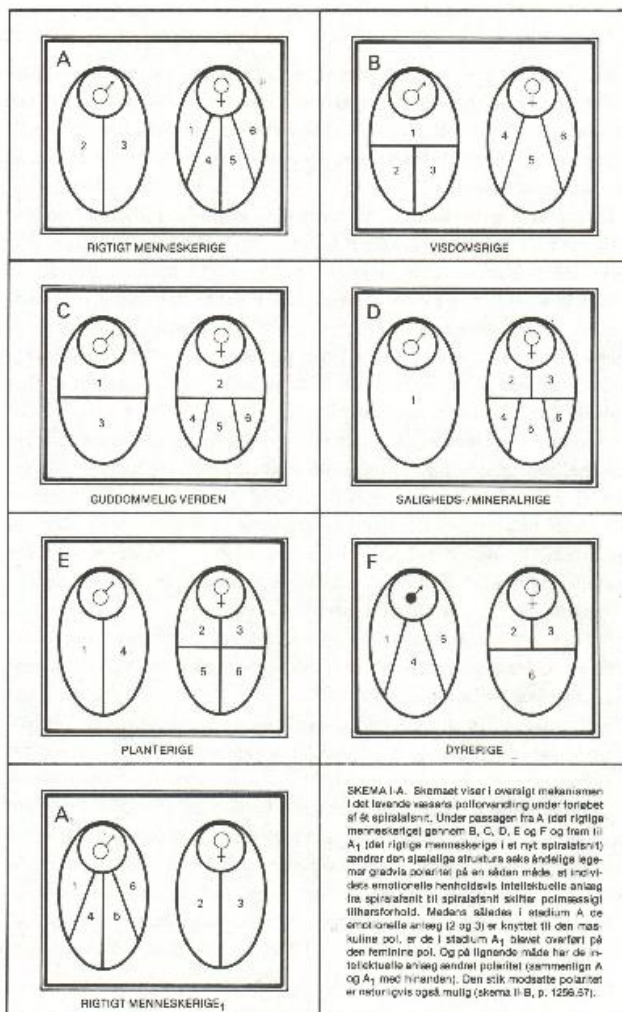 A
♂ ♀
1 6
2 3 4 5
RIGTIGT MENNESKERIGE
B
♂ ♀
1 4 6
2 3 5
VISDOMSRIGE
C
♂ ♀
1 2
3 4 5 6
GUDDOMMELIG VERDEN
D
♂ ♀
1 2 3
4 5 6
SALIGHEDS-/MINERALRIGE
E
♂ ♀
1 4 2 3
5 6
PLANTERIGE
F
♂ ♀
1 5 2 3
4 6
DYRERIGE
A₁
♂ ♀
1 6
4 5 2 3
RIGTIGT MENNESKERIGE₁
SKEMA I-A. Skemaet viser i oversigt mekanismen
i det levende væsens polforvandling under forløbet
af ét spiralafsnit. Under passagen fra A (det rigtige
menneskerige) gennem B, C, D, E og F og frem til
A₁ (det rigtige menneskerige i et nyt spiralafsnit)
ændrer den sjælelige strukturs seks åndelige lege-
mer gradvis polaritet på en sådan måde, at indivi-
dets emotionelle henholdsvis intellektuelle anlæg
fra spiralafsnit til spiralafsnit skifter polmæssigt
tilhørsforhold. Medens således i stadium A de
emotionelle anlæg (2 og 3) er knyttet til den mas-
kuline pol, er de i stadium A₁ blevet overført på
den feminine pol. Og på lignende måde har de in-
tellektuelle anlæg ændret polaritet (sammenlign A
og A₁ med hinanden). Den stik modsatte polaritet
er naturligvis også mulig (skema II-B, p. 1256.57).